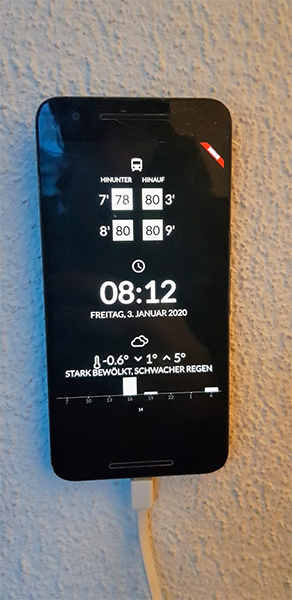 HINUNTER HINAUF
7' 78 80 3'
8' 80 80 9'
08:12
FREITAG, 3. JANUAR 2020
-0.6° 1° 5°
STARK BEWÖLKT, SCHWACHER REGEN
7 10 13 16 19 22 1 4